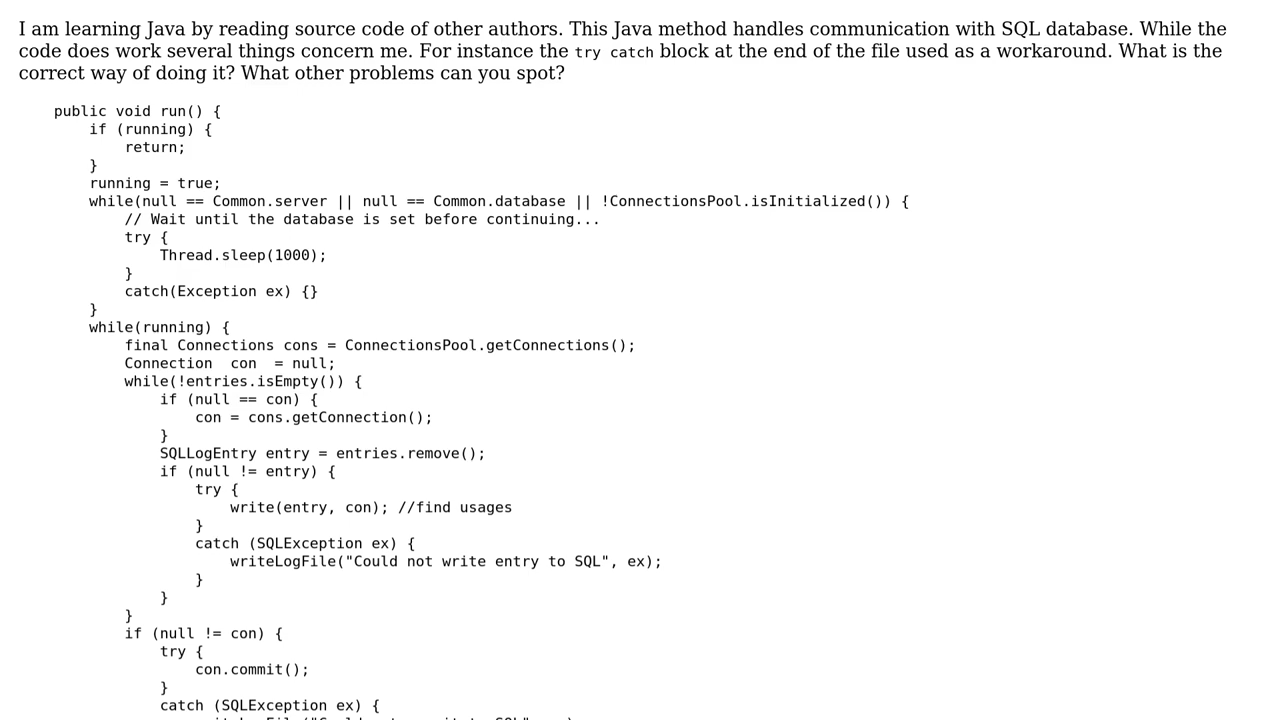 I am learning Java by reading source code of other authors. This Java method handles communication with SQL database. While the
code does work several things concern me. For instance the try catch block at the end of the file used as a workaround. What is the
correct way of doing it? What other problems can you spot?
public void run() {
    if (running) {
        return;
    }
    running = true;
    while(null == Common.server || null == Common.database || !ConnectionsPool.isInitialized()) {
        // Wait until the database is set before continuing...
        try {
            Thread.sleep(1000);
        }
        catch(Exception ex) {}
    }
    while(running) {
        final Connections cons = ConnectionsPool.getConnections();
        Connection  con  = null;
        while(!entries.isEmpty()) {
            if (null == con) {
                con = cons.getConnection();
            }
            SQLLogEntry entry = entries.remove();
            if (null != entry) {
                try {
                    write(entry, con); //find usages
                }
                catch (SQLException ex) {
                    writeLogFile("Could not write entry to SQL", ex);
                }
            }
        }
        if (null != con) {
            try {
                con.commit();
            }
            catch (SQLException ex) {